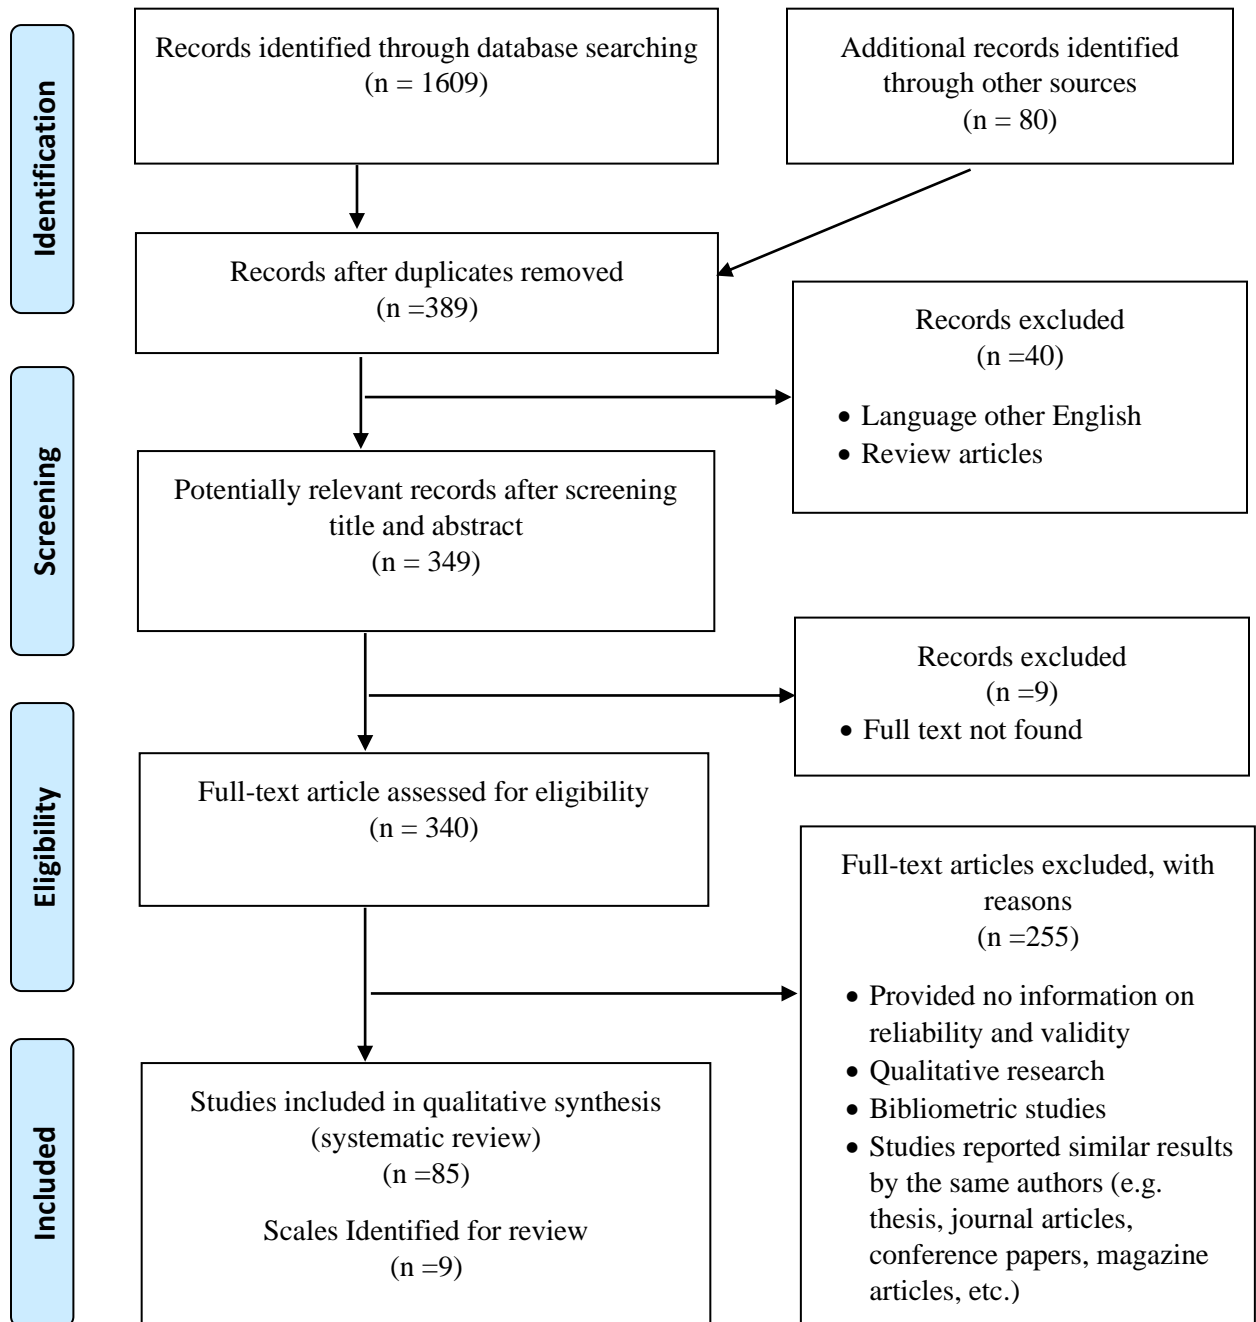 Identification
Records identified through database searching
(n = 1609)
Additional records identified
through other sources
(n = 80)
Records after duplicates removed
(n =389)
Records excluded
(n =40)
• Language other English
• Review articles
Screening
Potentially relevant records after screening
title and abstract
(n = 349)
Records excluded
(n =9)
• Full text not found
Eligibility
Full-text article assessed for eligibility
(n = 340)
Full-text articles excluded, with
reasons
(n =255)
• Provided no information on
reliability and validity
• Qualitative research
• Bibliometric studies
• Studies reported similar results
by the same authors (e.g.
thesis, journal articles,
conference papers, magazine
articles, etc.)
Included
Studies included in qualitative synthesis
(systematic review)
(n =85)
Scales Identified for review
(n =9)